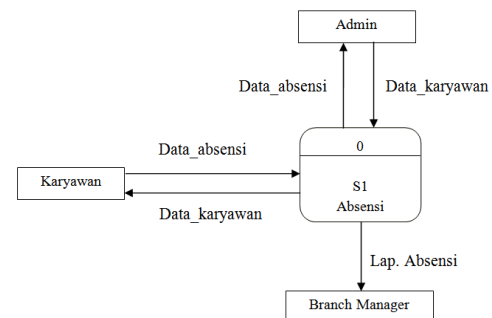 Admin
Data_absensi
Data_karyawan
0
S1
Absensi
Data_absensi
Karyawan
Data_karyawan
Lap. Absensi
Branch Manager